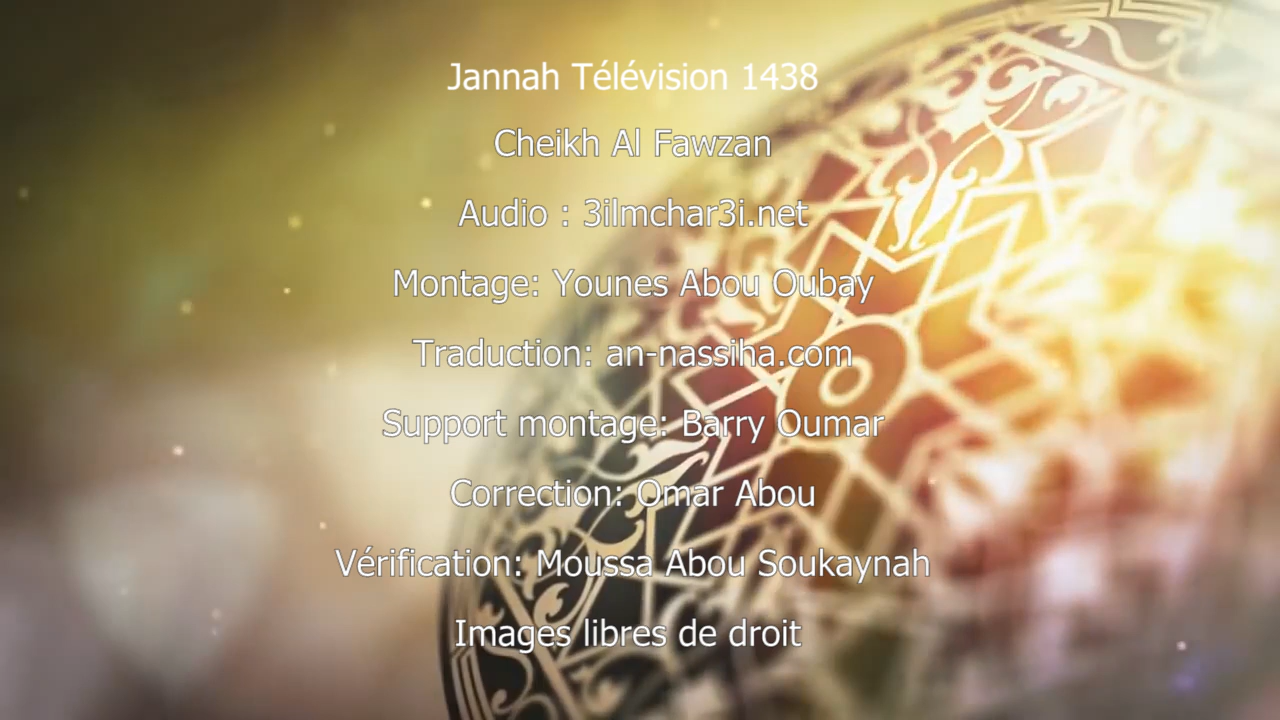 Jannah Télévision 1438
Cheikh Al Fawzan
Audio : 3ilmchar3i.net
Montage: Younes Abou Oubay
Traduction: an-nassiha.com
Support montage: Barry Oumar
Correction: Omar Abou
Vérification: Moussa Abou Soukaynah
Images libres de droit